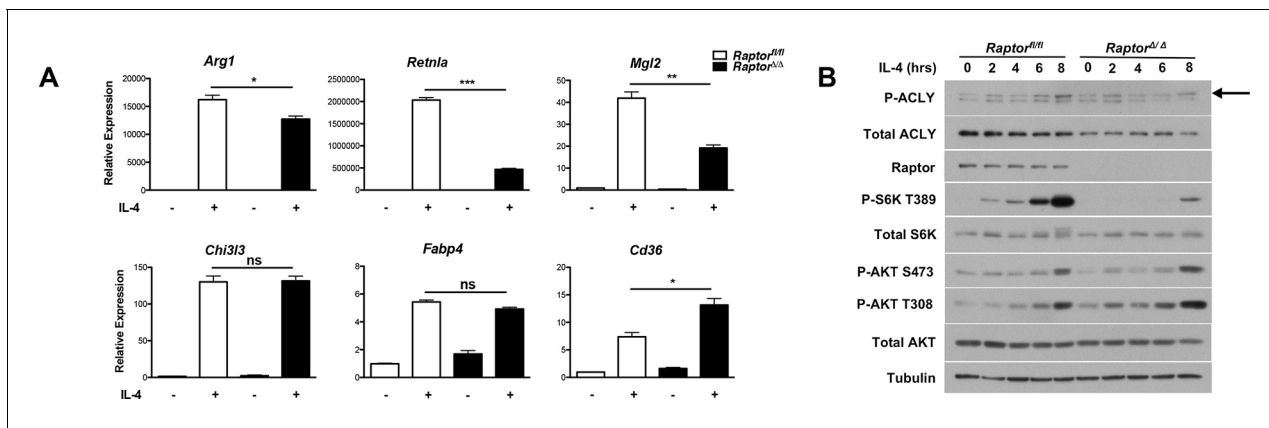 A
Arg1
*
Relative Expression
20000
15000
10000
5000
0
IL-4 - + - +
Retnla
***
2500000
2000000
1500000
1000000
500000
0
- + - +
Mgl2
**
50
40
30
20
10
0
- + - +
Raptorfl/fl
RaptorΔ/Δ
Chi3l3
ns
Relative Expression
150
100
50
0
IL-4 - + - +
Fabp4
ns
8
6
4
2
0
- + - +
Cd36
*
20
15
10
5
0
- + - +
B
Raptorfl/fl RaptorΔ/Δ
IL-4 (hrs) 0 2 4 6 8 0 2 4 6 8
P-ACLY
Total ACLY
Raptor
P-S6K T389
Total S6K
P-AKT S473
P-AKT T308
Total AKT
Tubulin